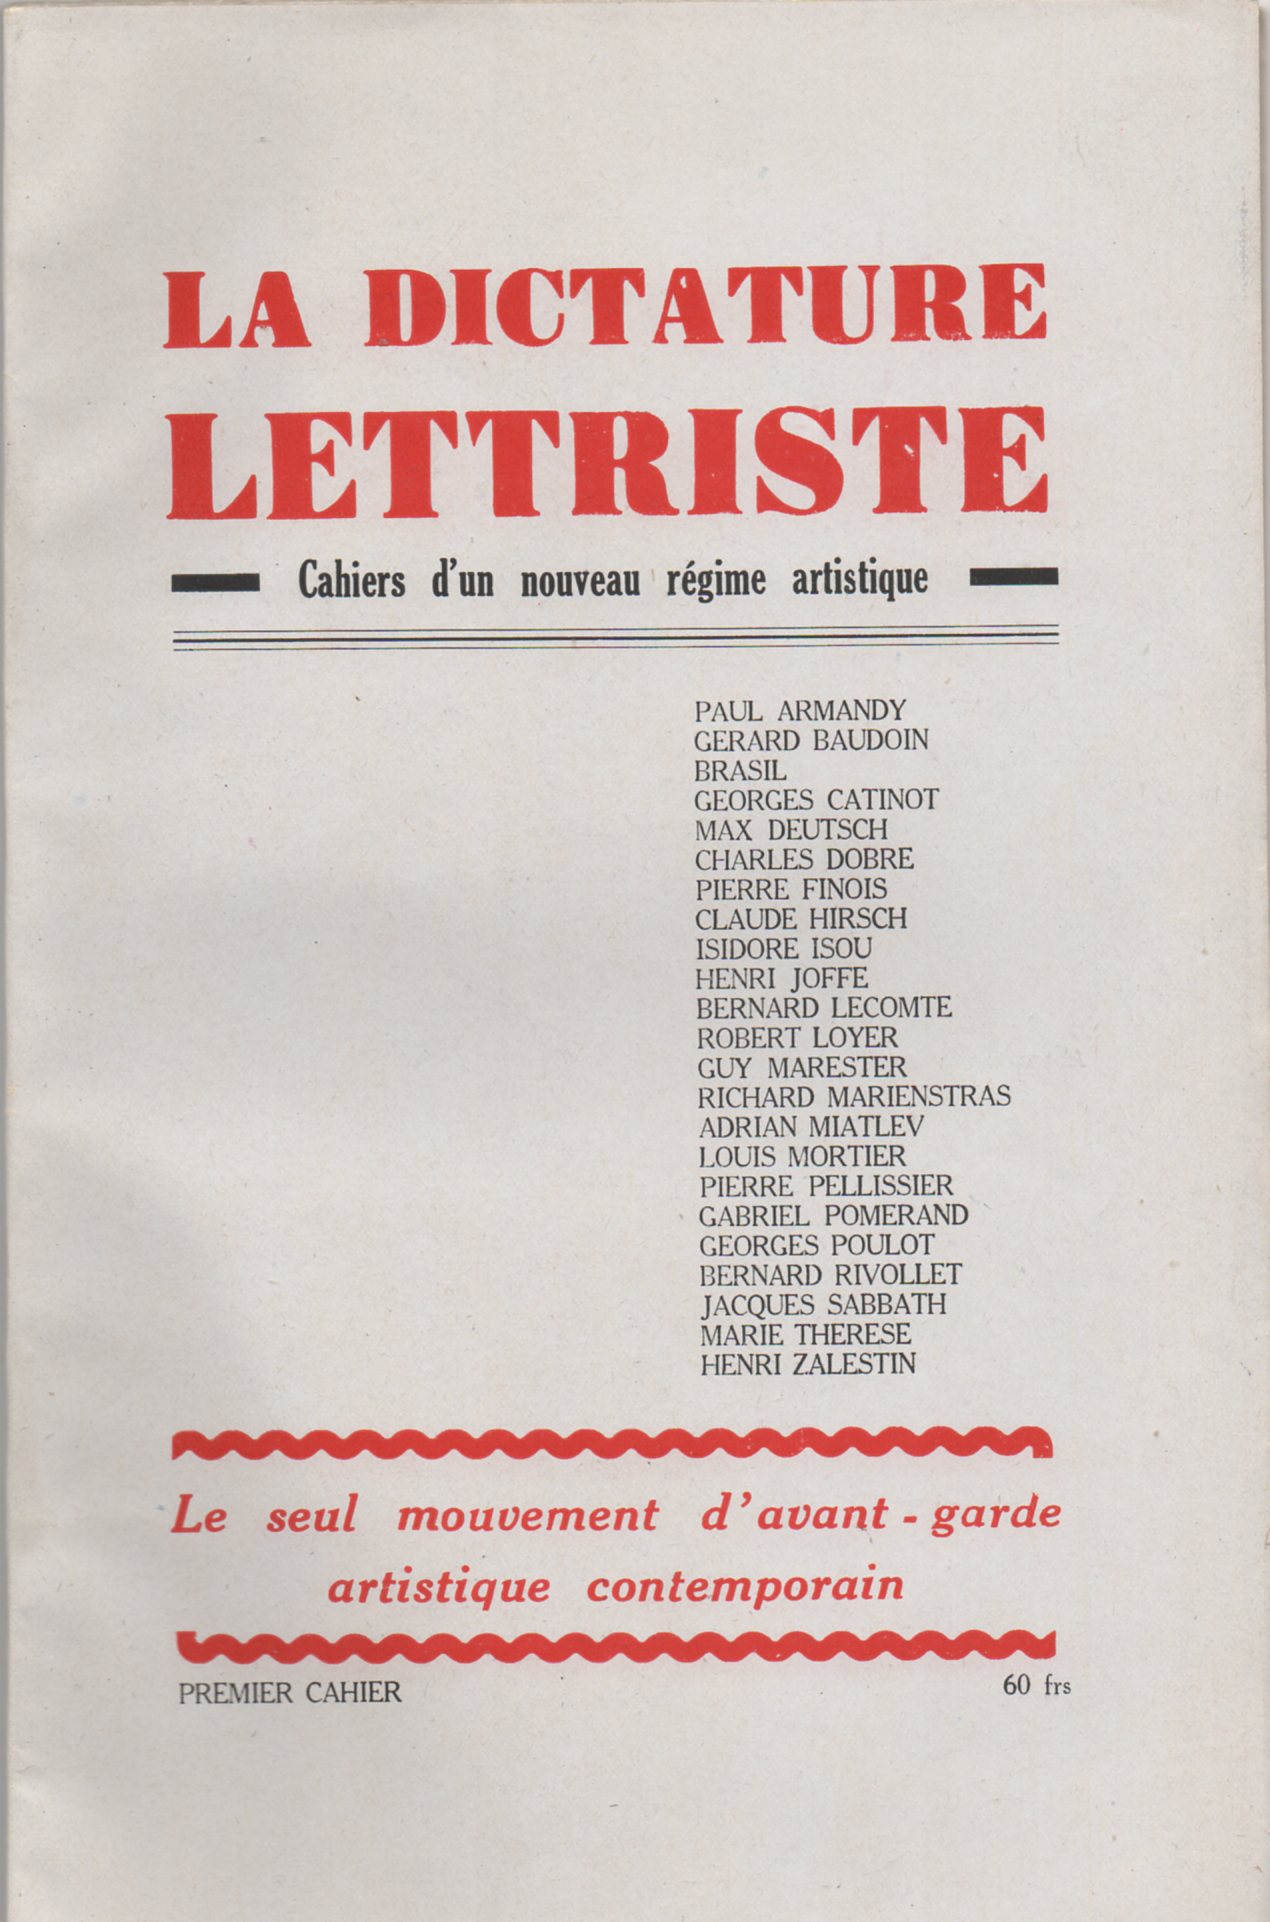 LA DICTATURE
LETTRISTE
Cahiers d'un nouveau régime artistique
PAUL ARMANDY
GERARD BAUDOIN
BRASIL
GEORGES CATINOT
MAX DEUTSCH
CHARLES DOBRE
PIERRE FINOIS
CLAUDE HIRSCH
ISIDORE ISOU
HENRI JOFFE
BERNARD LECOMTE
ROBERT LOYER
GUY MARESTER
RICHARD MARIENSTRAS
ADRIAN MIATLEV
LOUIS MORTIER
PIERRE PELLISSIER
GABRIEL POMERAND
GEORGES POULOT
BERNARD RIVOLLET
JACQUES SABBATH
MARIE THERESE
HENRI ZALESTIN
Le seul mouvement d'avant-garde
artistique contemporain
PREMIER CAHIER 60 frs